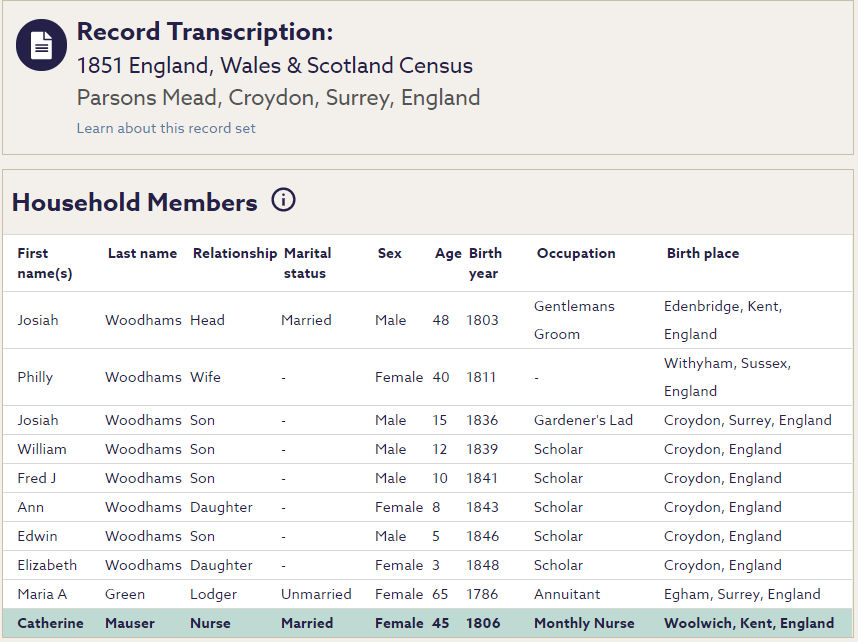 Record Transcription:
1851 England, Wales & Scotland Census
Parsons Mead, Croydon, Surrey, England
Learn about this record set
Household Members
First name(s) Last name Relationship Marital status Sex Age Birth year Occupation Birth place
Josiah Woodhams Head Married Male 48 1803 Gentlemans Groom Edenbridge, Kent, England
Philly Woodhams Wife - Female 40 1811 - Withyham, Sussex, England
Josiah Woodhams Son - Male 15 1836 Gardener's Lad Croydon, Surrey, England
William Woodhams Son - Male 12 1839 Scholar Croydon, England
Fred J Woodhams Son - Male 10 1841 Scholar Croydon, England
Ann Woodhams Daughter - Female 8 1843 Scholar Croydon, England
Edwin Woodhams Son - Male 5 1846 Scholar Croydon, England
Elizabeth Woodhams Daughter - Female 3 1848 Scholar Croydon, England
Maria A Green Lodger Unmarried Female 65 1786 Annuitant Egham, Surrey, England
Catherine Mauser Nurse Married Female 45 1806 Monthly Nurse Woolwich, Kent, England